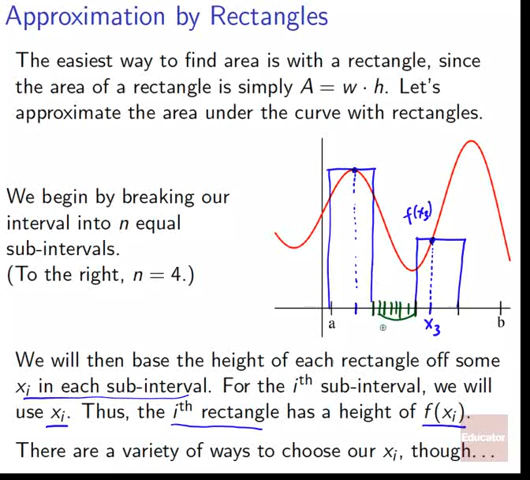 Approximation by Rectangles
The easiest way to find area is with a rectangle, since
the area of a rectangle is simply A = w · h. Let's
approximate the area under the curve with rectangles.
We begin by breaking our
interval into n equal
sub-intervals.
(To the right, n = 4.)
f(x₃)
a
x₃
b
We will then base the height of each rectangle off some
xᵢ in each sub-interval. For the iᵗʰ sub-interval, we will
use xᵢ. Thus, the iᵗʰ rectangle has a height of f(xᵢ).
Educator
There are a variety of ways to choose our xᵢ, though...